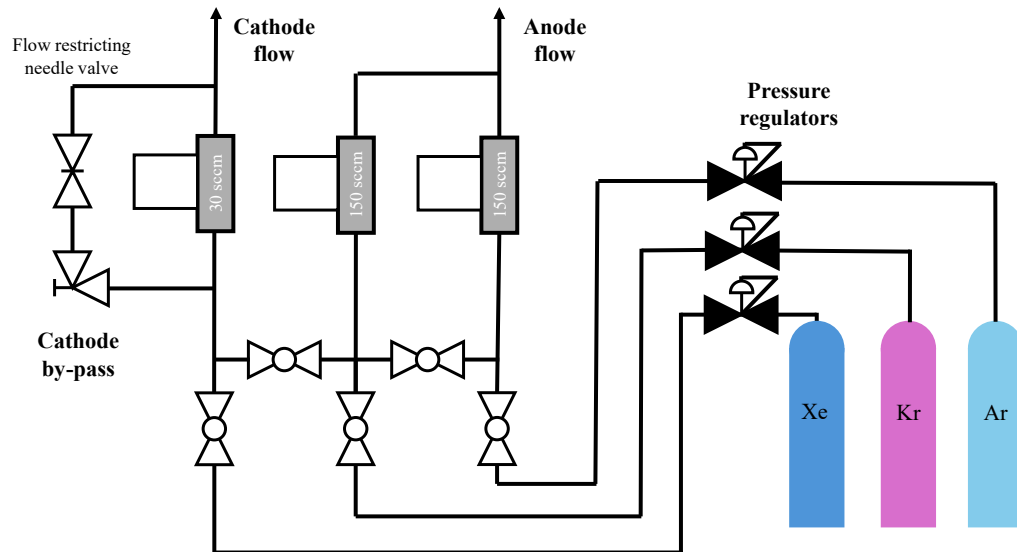 Cathode
flow
Anode
flow
Flow restricting
needle valve
Pressure
regulators
30 sccm
150 sccm
150 sccm
Cathode
by-pass
Xe
Kr
Ar